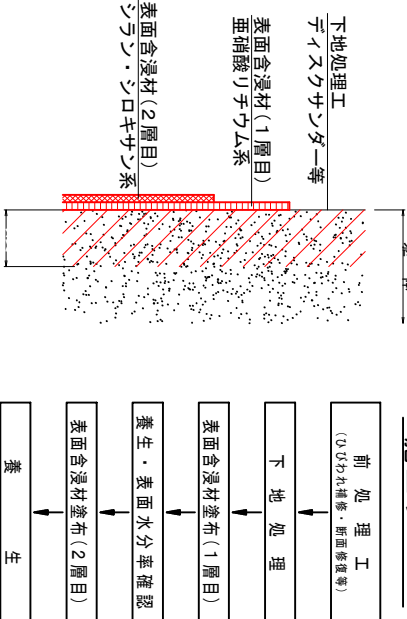 下地処理工
ディスクサンダー等
表面含浸材(1層目)
亜硝酸リチウム系
表面含浸材(2層目)
シラン・シロキサン系
前処理工
(ひびわれ補修・断面修復等)
下地処理
表面含浸材塗布(1層目)
養生・表面水分率確認
表面含浸材塗布(2層目)
養生